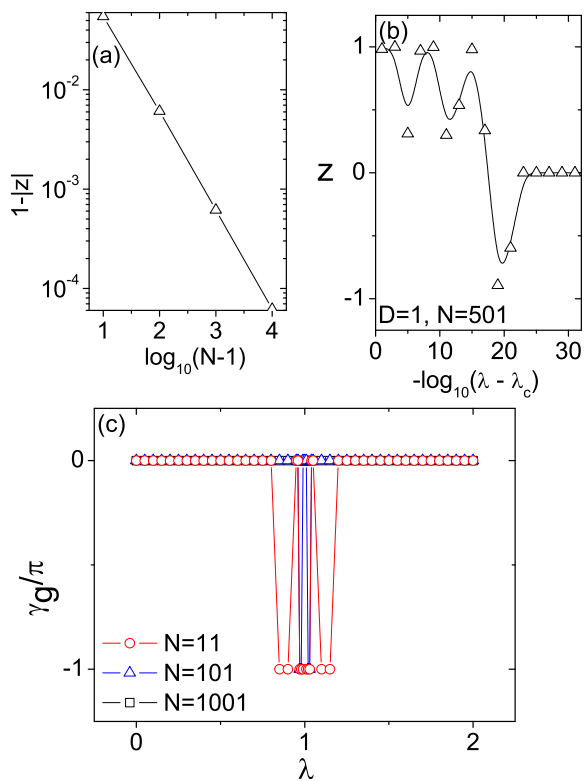 (a)
10⁻²
10⁻³
10⁻⁴
1-|z|
1 2 3 4
log₁₀(N-1)
(b)
1
0
-1
z
D=1, N=501
0 10 20 30
-log₁₀(λ - λ_c)
(c)
0
-1
γg/π
N=11
N=101
N=1001
0 1 2
λ